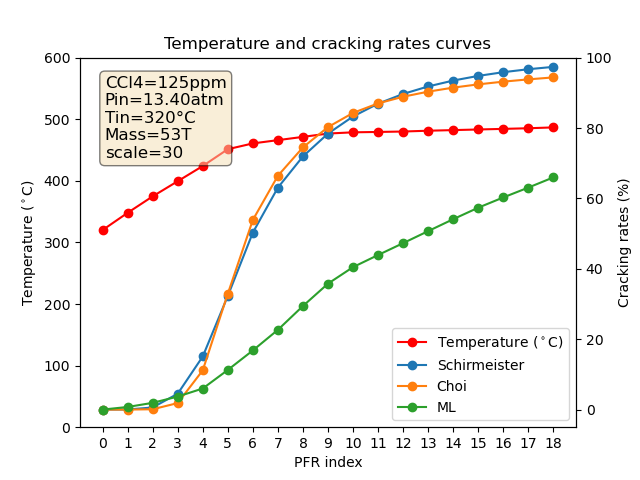 Temperature and cracking rates curves
CCl4=125ppm
Pin=13.40atm
Tin=320°C
Mass=53T
scale=30
Temperature (°C)
600
500
400
300
200
100
0
100
80
60
40
20
0
Cracking rates (%)
Temperature (°C)
Schirmeister
Choi
ML
0 1 2 3 4 5 6 7 8 9 10 11 12 13 14 15 16 17 18
PFR index